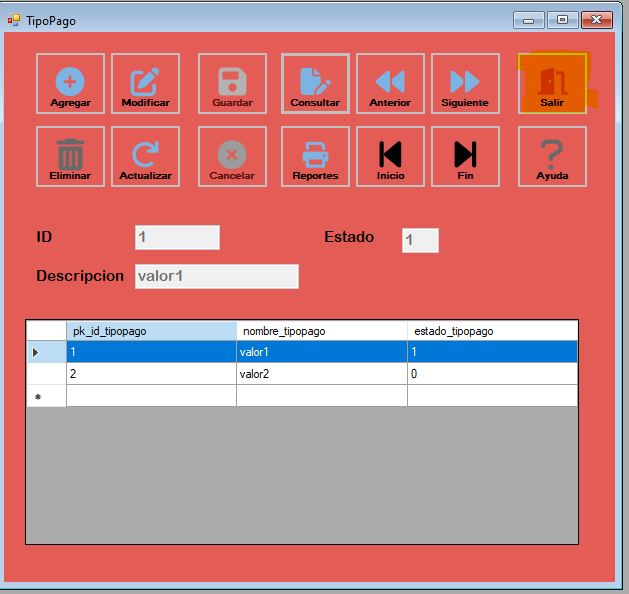 TipoPago
Agregar Modificar Guardar Consultar Anterior Siguiente Salir
Eliminar Actualizar Cancelar Reportes Inicio Fin Ayuda
ID 1 Estado 1
Descripcion valor1
pk_id_tipopago nombre_tipopago estado_tipopago
1 valor1 1
2 valor2 0